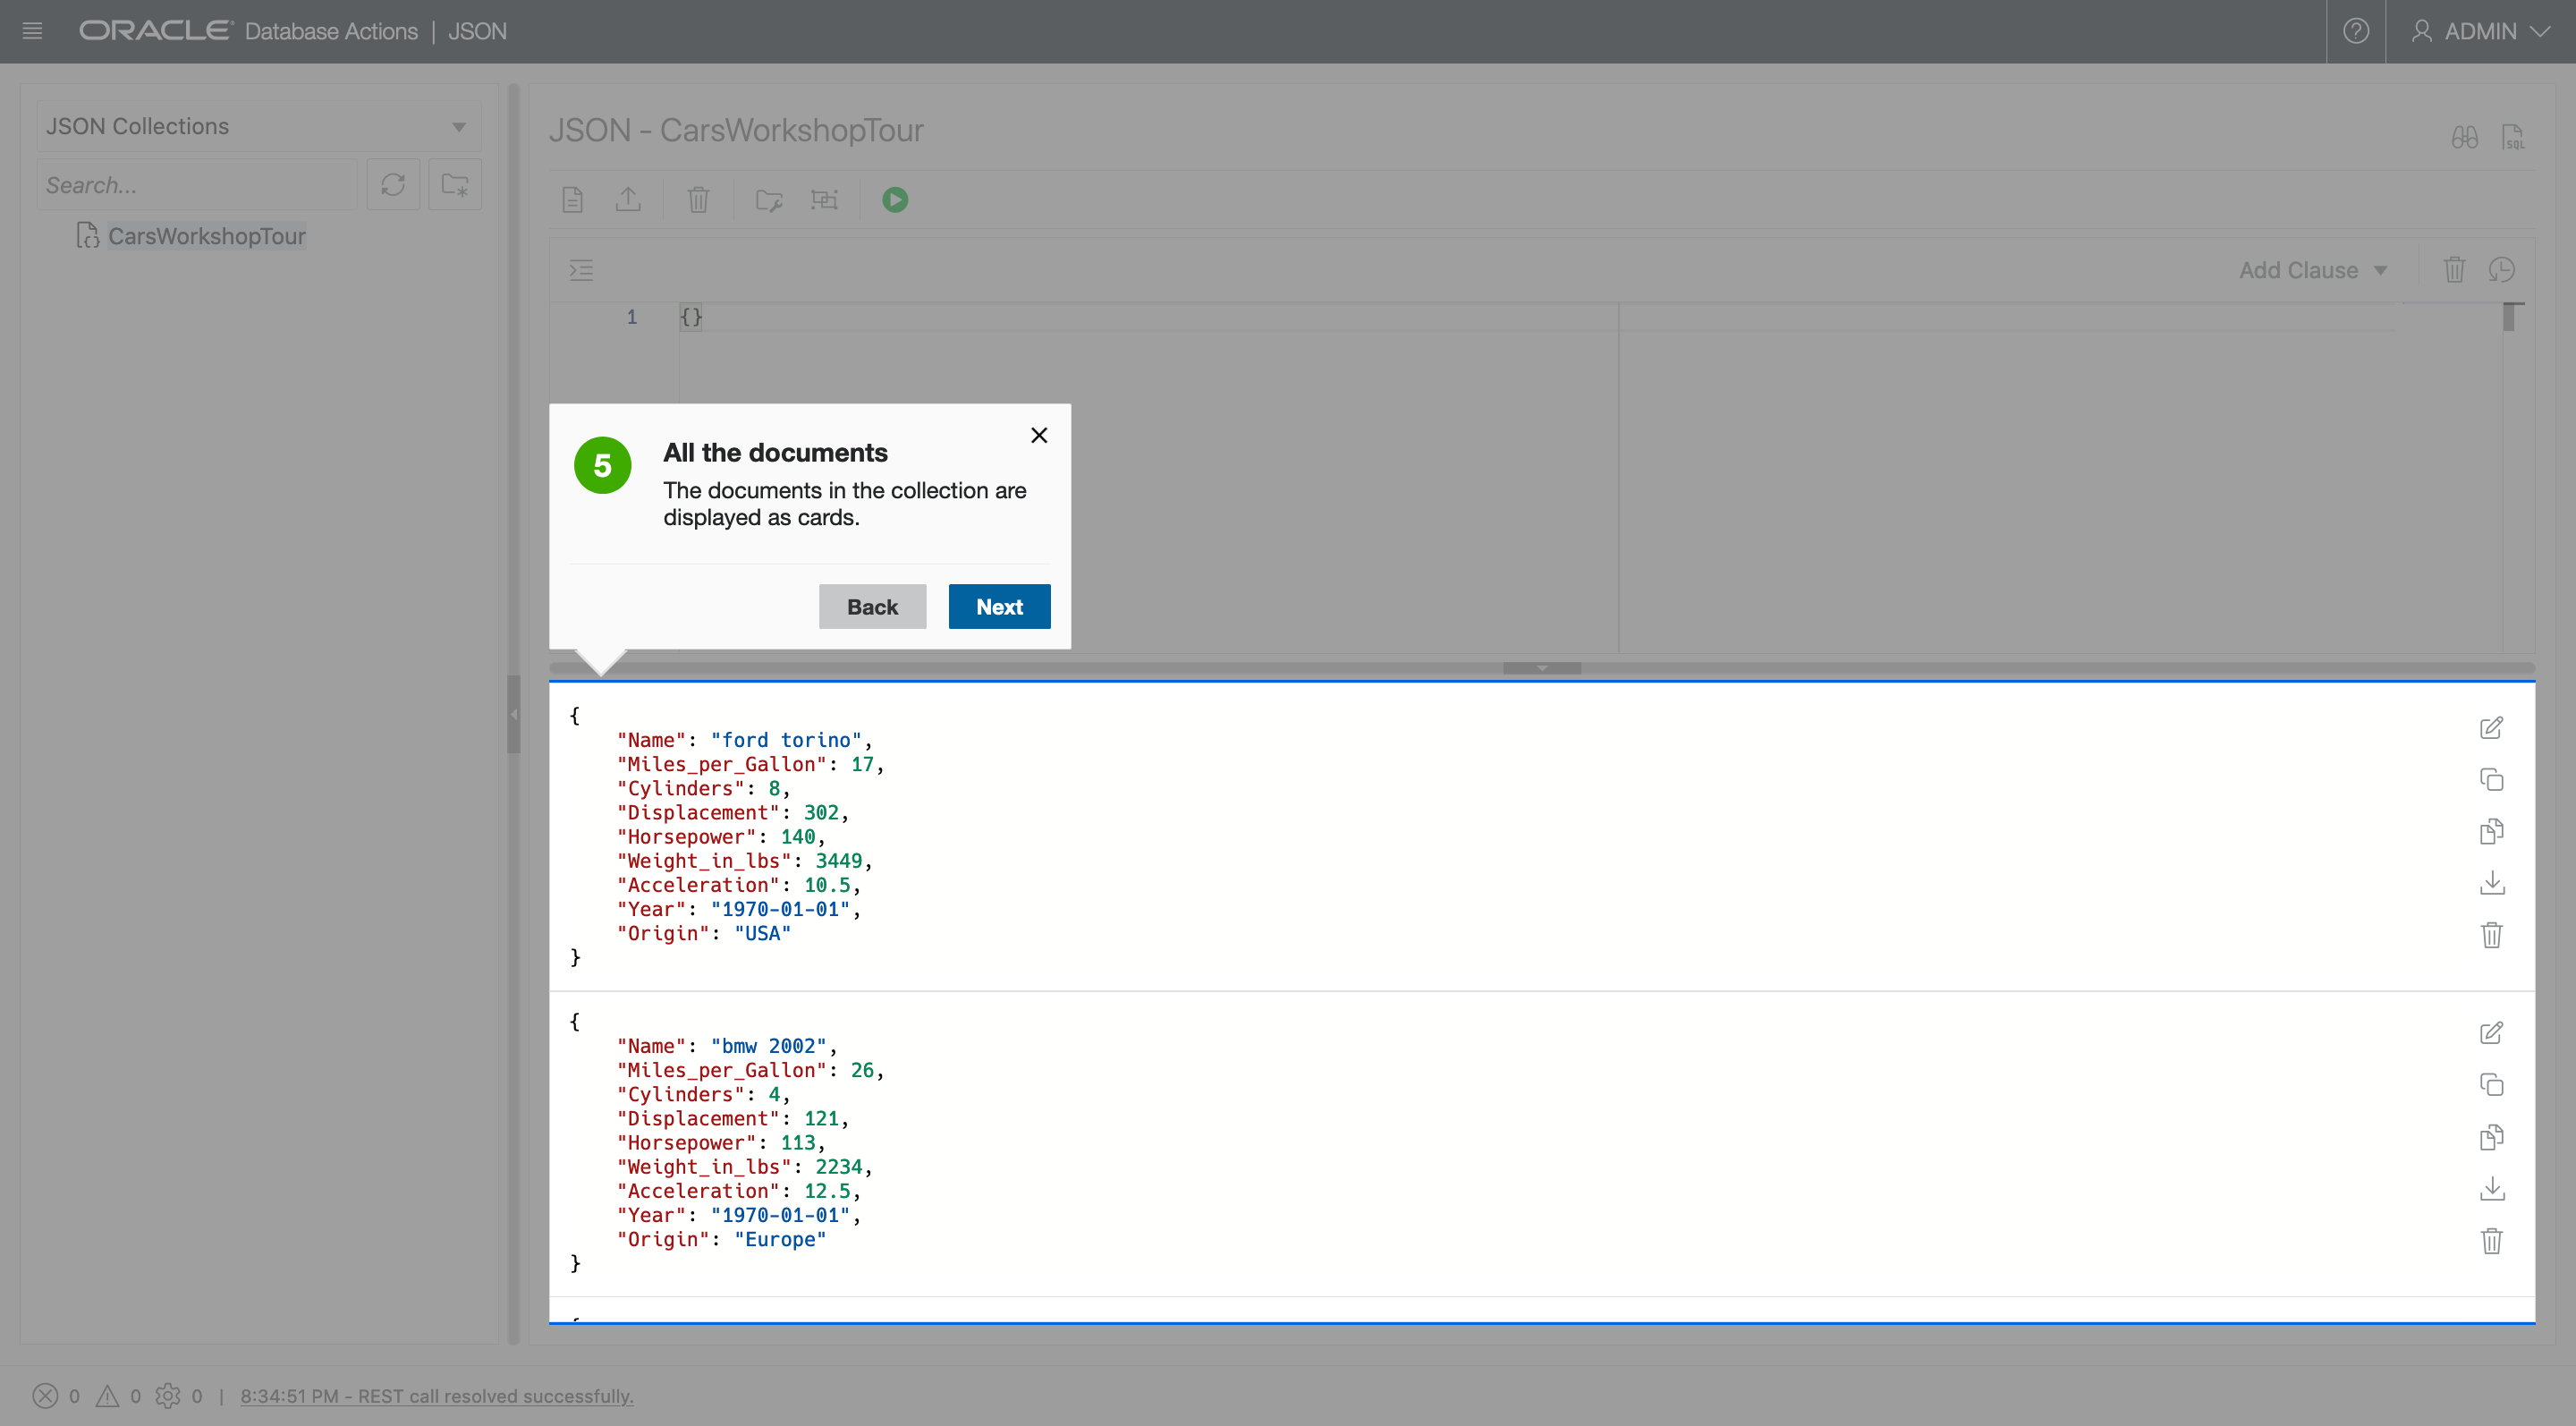 ORACLE Database Actions | JSON
ADMIN
JSON Collections
Search...
CarsWorkshopTour
JSON - CarsWorkshopTour
SQL
Add Clause
1 {}
5
All the documents
The documents in the collection are
displayed as cards.
Back Next
{
"Name": "ford torino",
"Miles_per_Gallon": 17,
"Cylinders": 8,
"Displacement": 302,
"Horsepower": 140,
"Weight_in_lbs": 3449,
"Acceleration": 10.5,
"Year": "1970-01-01",
"Origin": "USA"
}
{
"Name": "bmw 2002",
"Miles_per_Gallon": 26,
"Cylinders": 4,
"Displacement": 121,
"Horsepower": 113,
"Weight_in_lbs": 2234,
"Acceleration": 12.5,
"Year": "1970-01-01",
"Origin": "Europe"
}
{
0 0 0 | 8:34:51 PM - REST call resolved successfully.